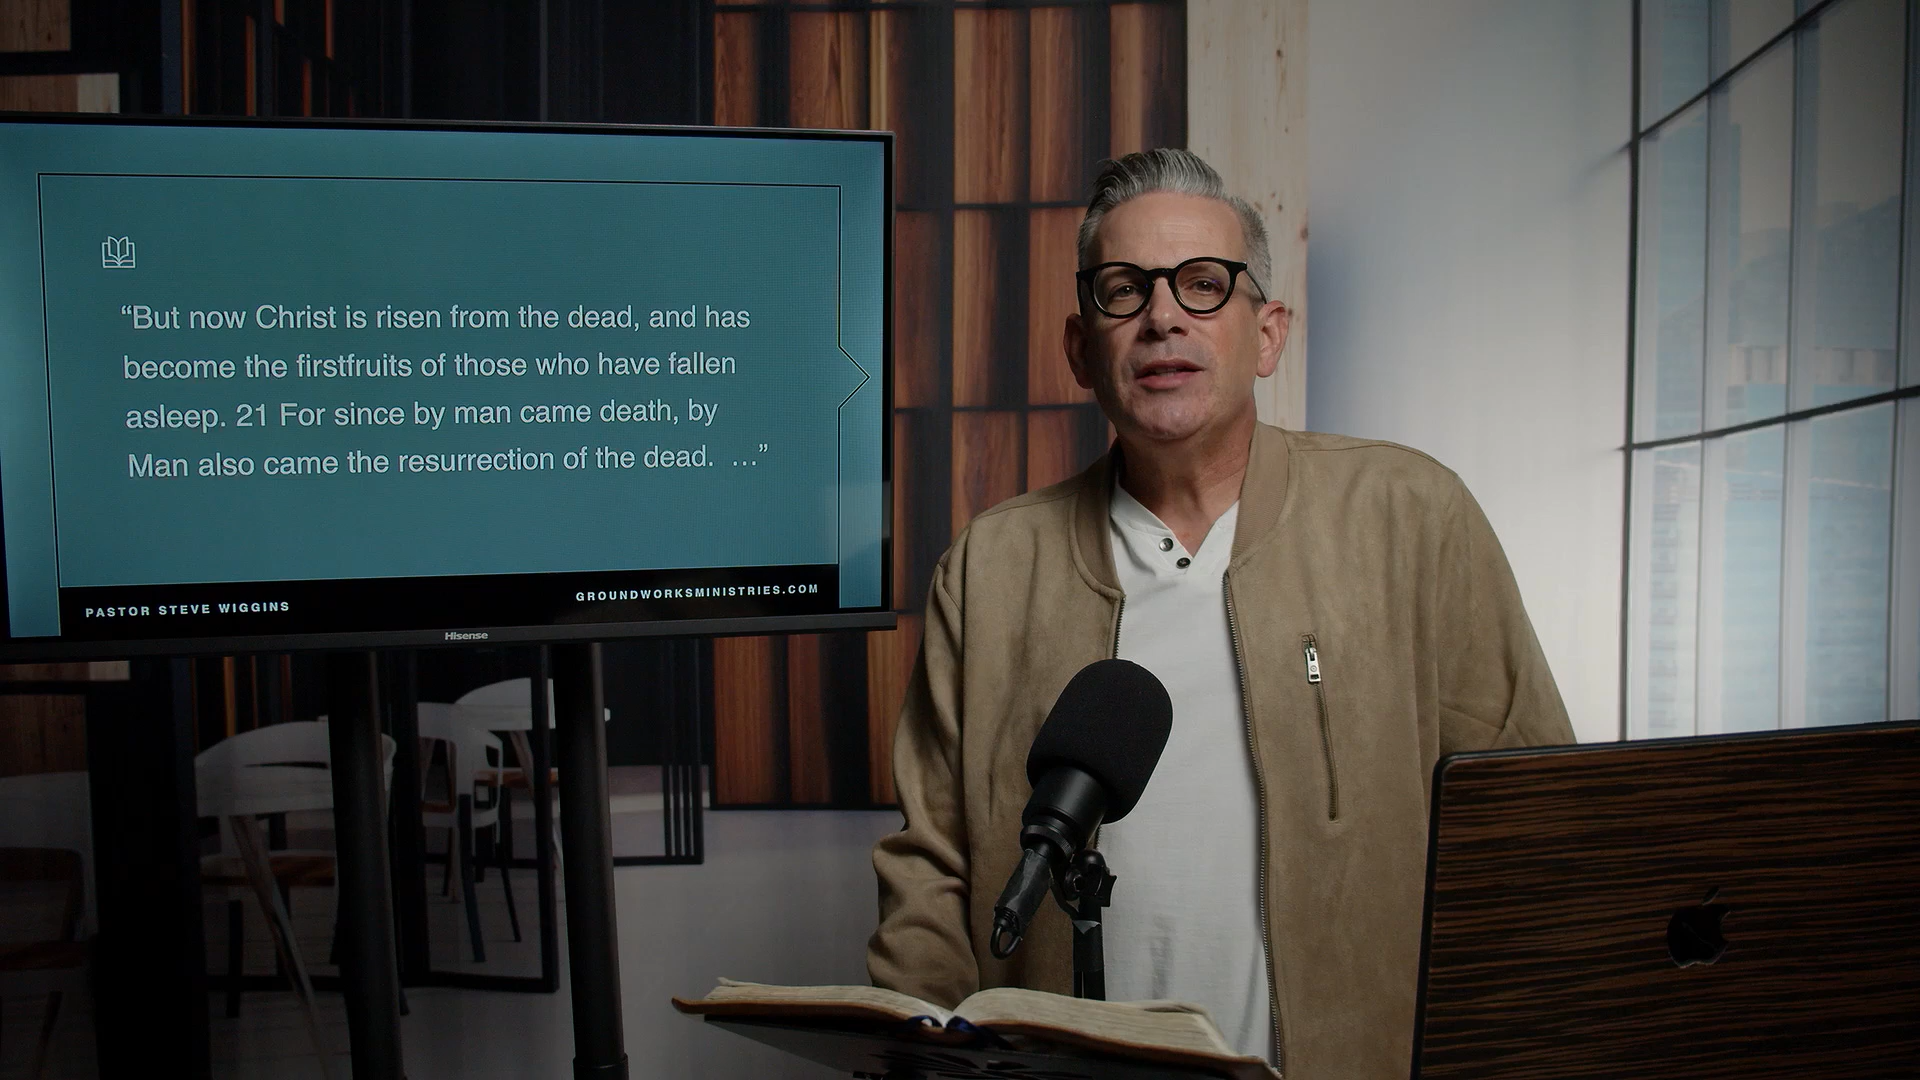 “But now Christ is risen from the dead, and has
become the firstfruits of those who have fallen
asleep. 21 For since by man came death, by
Man also came the resurrection of the dead.  …”
PASTOR STEVE WIGGINS
GROUNDWORKSMINISTRIES.COM
Hisense